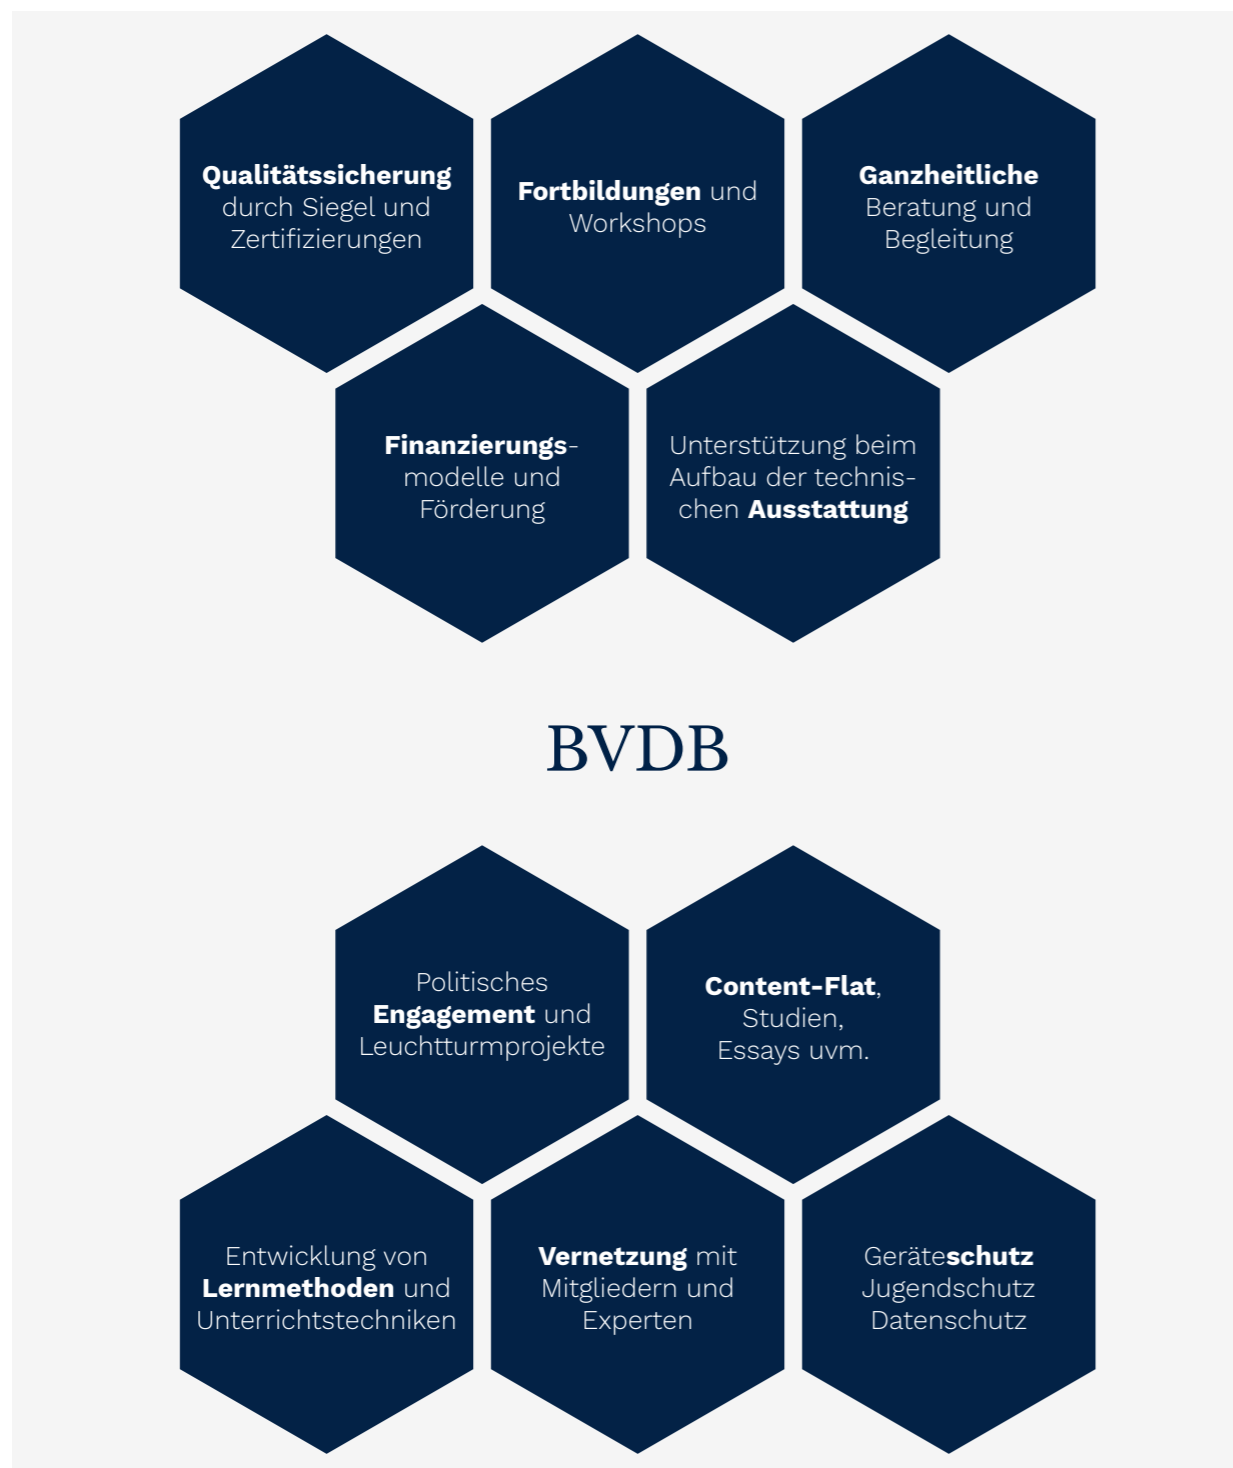 Qualitätssicherung
durch Siegel und
Zertifizierungen
Fortbildungen und
Workshops
Ganzheitliche
Beratung und
Begleitung
Finanzierungs-
modelle und
Förderung
Unterstützung beim
Aufbau der technis-
chen Ausstattung
BVDB
Politisches
Engagement und
Leuchtturmprojekte
Content-Flat,
Studien,
Essays uvm.
Entwicklung von
Lernmethoden und
Unterrichtstechniken
Vernetzung mit
Mitgliedern und
Experten
Geräteschutz
Jugendschutz
Datenschutz